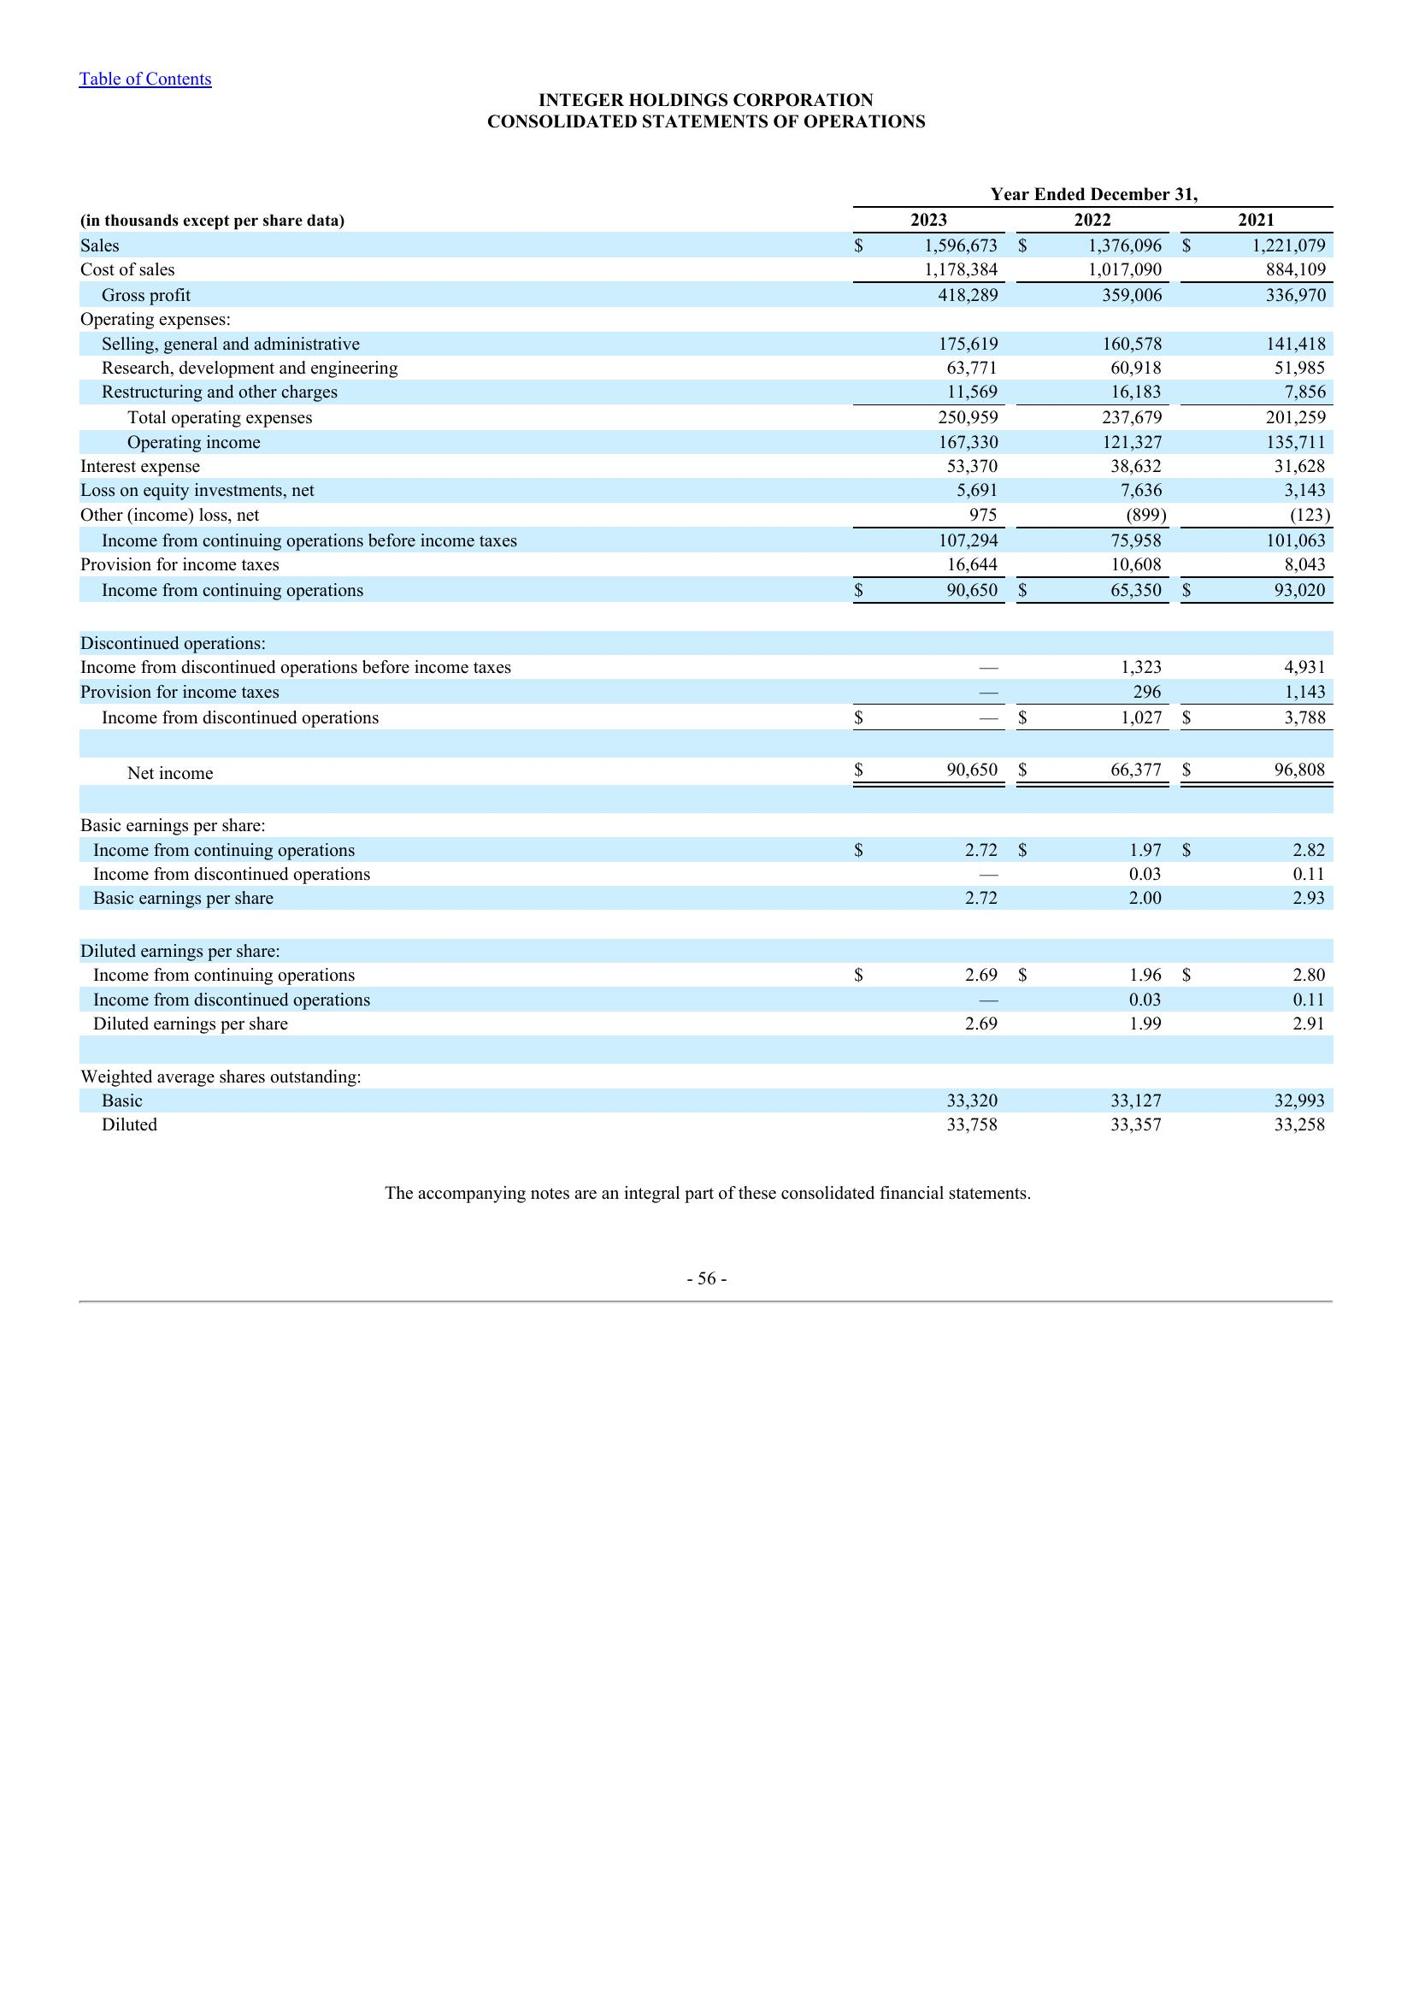 Table of Contents
INTEGER HOLDINGS CORPORATION
CONSOLIDATED STATEMENTS OF OPERATIONS
Year Ended December 31,
(in thousands except per share data) 2023 2022 2021
Sales $ 1,596,673 $ 1,376,096 $ 1,221,079
Cost of sales 1,178,384 1,017,090 884,109
Gross profit 418,289 359,006 336,970
Operating expenses:
Selling, general and administrative 175,619 160,578 141,418
Research, development and engineering 63,771 60,918 51,985
Restructuring and other charges 11,569 16,183 7,856
Total operating expenses 250,959 237,679 201,259
Operating income 167,330 121,327 135,711
Interest expense 53,370 38,632 31,628
Loss on equity investments, net 5,691 7,636 3,143
Other (income) loss, net 975 (899) (123)
Income from continuing operations before income taxes 107,294 75,958 101,063
Provision for income taxes 16,644 10,608 8,043
Income from continuing operations $ 90,650 $ 65,350 $ 93,020
Discontinued operations:
Income from discontinued operations before income taxes — 1,323 4,931
Provision for income taxes — 296 1,143
Income from discontinued operations $ — $ 1,027 $ 3,788
Net income $ 90,650 $ 66,377 $ 96,808
Basic earnings per share:
Income from continuing operations $ 2.72 $ 1.97 $ 2.82
Income from discontinued operations — 0.03 0.11
Basic earnings per share 2.72 2.00 2.93
Diluted earnings per share:
Income from continuing operations $ 2.69 $ 1.96 $ 2.80
Income from discontinued operations — 0.03 0.11
Diluted earnings per share 2.69 1.99 2.91
Weighted average shares outstanding:
Basic 33,320 33,127 32,993
Diluted 33,758 33,357 33,258
The accompanying notes are an integral part of these consolidated financial statements.
- 56 -